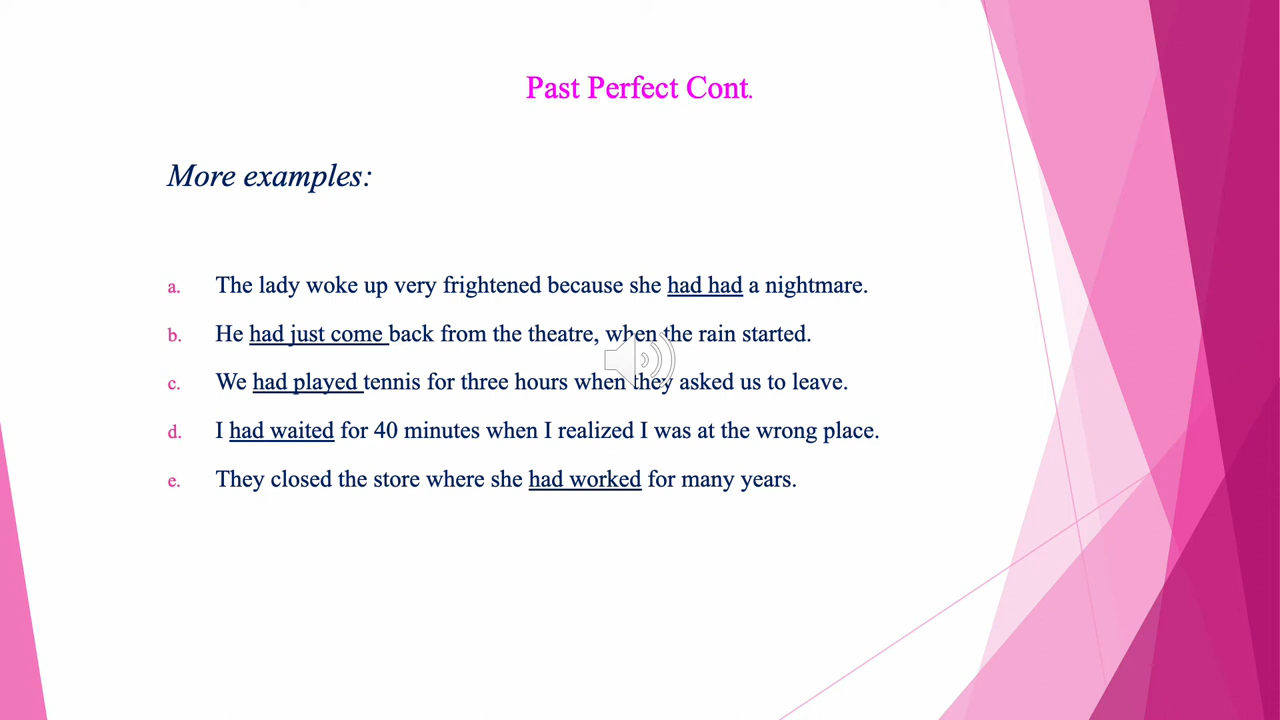 Past Perfect Cont.
More examples:
a. The lady woke up very frightened because she had had a nightmare.
b. He had just come back from the theatre, when the rain started.
c. We had played tennis for three hours when they asked us to leave.
d. I had waited for 40 minutes when I realized I was at the wrong place.
e. They closed the store where she had worked for many years.